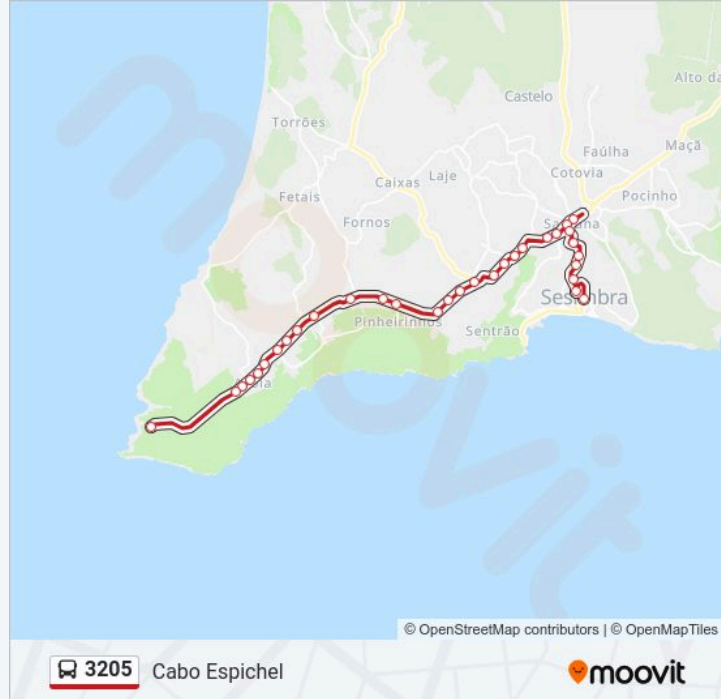 Castelo
Alto da
Torrões
Faúlha
Maçã
Cotovia
Caixas
Laje
Fetais
Pocinho
Fornos
Sesimbra
Pinheirinhos
Sentrão
moovit
© OpenStreetMap contributors | © OpenMapTiles
3205 Cabo Espichel
moovit